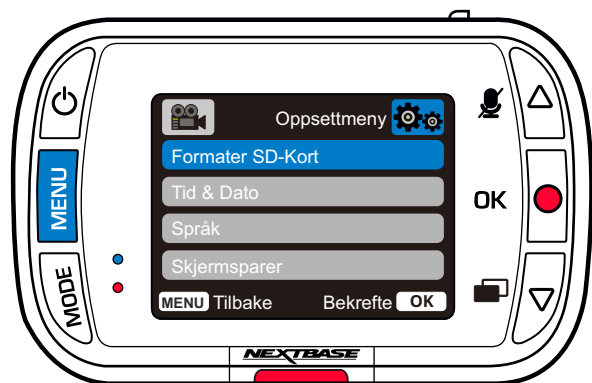 Oppsettmeny
Formater SD-Kort
MENU
Tid & Dato
OK
Språk
MODE
Skjermsparer
MENU Tilbake Bekrefte OK
NEXTBASE